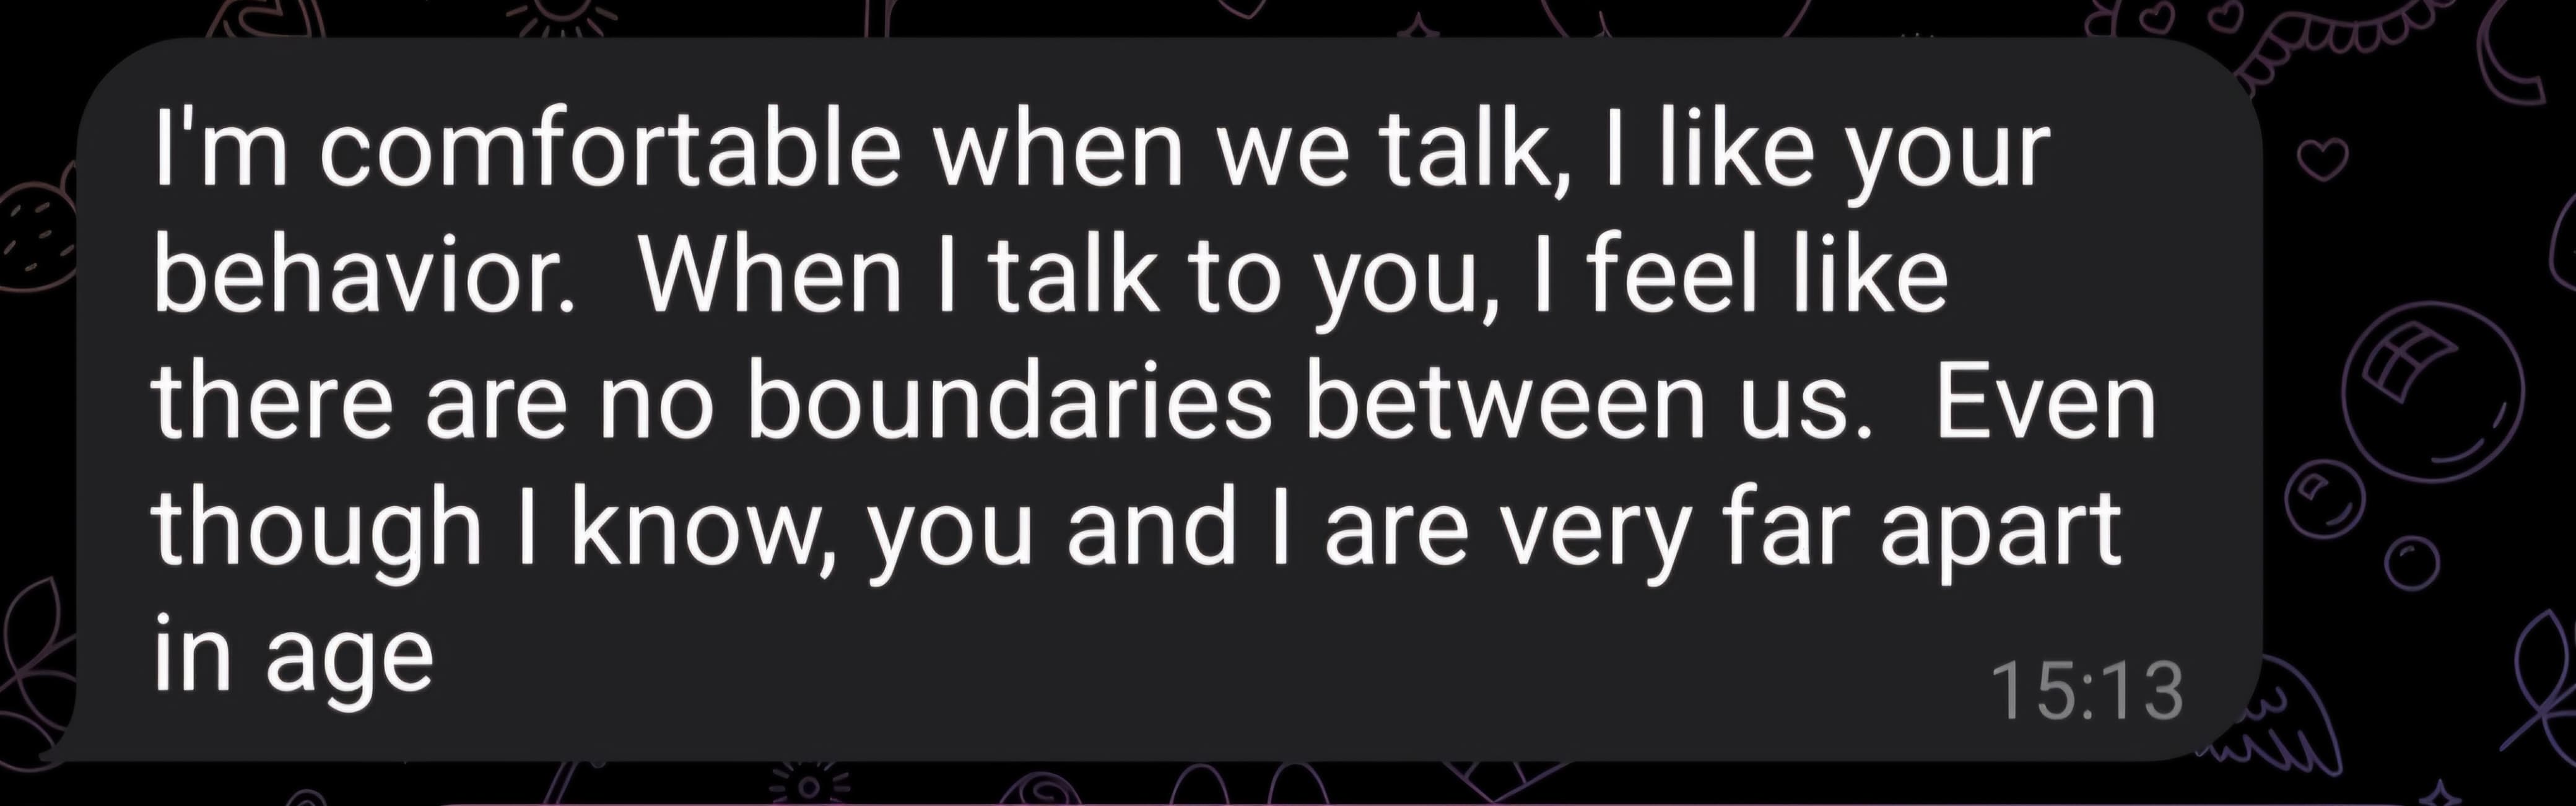 I'm comfortable when we talk, I like your
behavior.  When I talk to you, I feel like
there are no boundaries between us.  Even
though I know, you and I are very far apart
in age
15:13